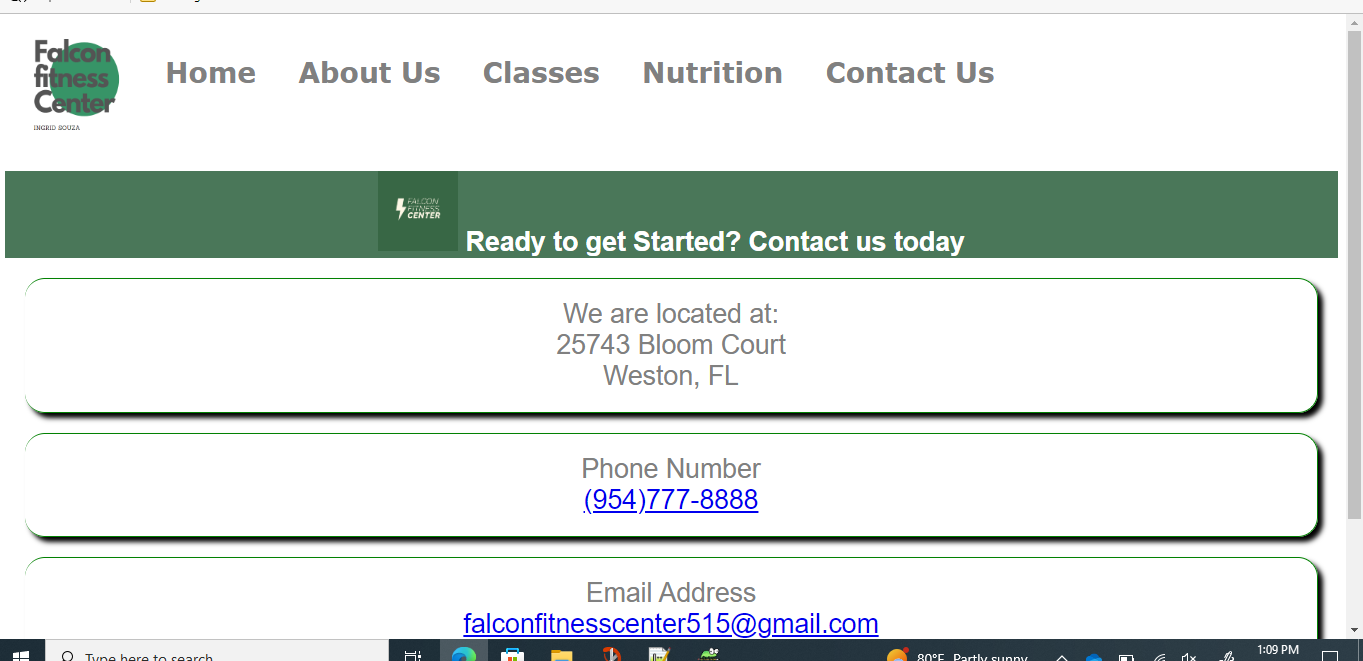 Falcon
fitness
Center
INGRID SOUZA
Home
About Us
Classes
Nutrition
Contact Us
FALCON
FITNESS
CENTER
Ready to get Started? Contact us today
We are located at:
25743 Bloom Court
Weston, FL
Phone Number
(954)777-8888
Email Address
falconfitnesscenter515@gmail.com
Type here to search
80°F Partly sunny
1:09 PM